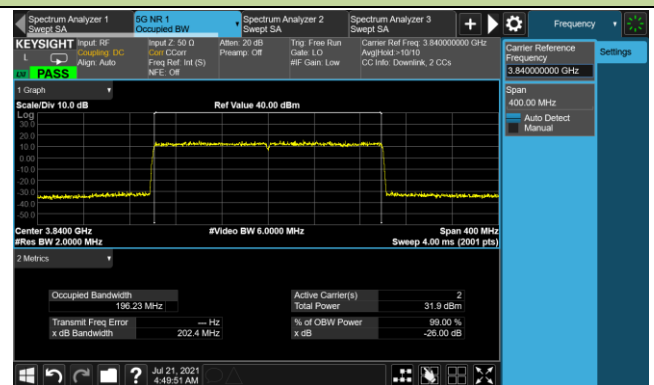 Spectrum Analyzer 1
Swept SA
5G NR 1
Occupied BW
Spectrum Analyzer 2
Swept SA
Spectrum Analyzer 3
Swept SA
+
Frequency
KEYSIGHT
L
LXI
PASS
Input: RF
Coupling: DC
Align: Auto
Input Z: 50 Ω
Corr CCorr
Freq Ref: Int (S)
NFE: Off
Atten: 20 dB
Preamp: Off
Trig: Free Run
Gate: LO
#IF Gain: Low
Carrier Ref Freq: 3.840000000 GHz
Avg|Hold:>10/10
CC Info: Downlink, 2 CCs
Carrier Reference
Frequency
3.840000000 GHz
Settings
Span
400.00 MHz
Auto Detect
Manual
1 Graph
Scale/Div 10.0 dB
Ref Value 40.00 dBm
Log
30.0
20.0
10.0
0.00
-10.0
-20.0
-30.0
-40.0
-50.0
Center 3.8400 GHz
#Video BW 6.0000 MHz
Span 400 MHz
#Res BW 2.0000 MHz
Sweep 4.00 ms (2001 pts)
2 Metrics
Occupied Bandwidth
196.23 MHz
Active Carrier(s) 2
Total Power 31.9 dBm
Transmit Freq Error --- Hz
x dB Bandwidth 202.4 MHz
% of OBW Power 99.00 %
x dB -26.00 dB
?
Jul 21, 2021
4:49:51 AM